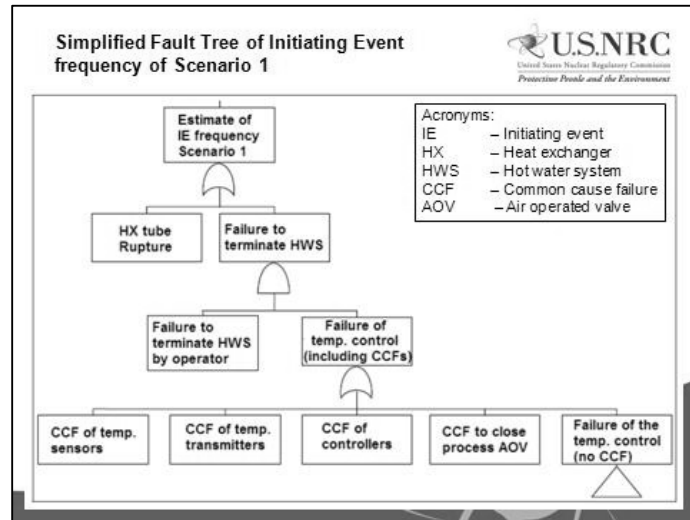 Simplified Fault Tree of Initiating Event
frequency of Scenario 1
U.S.NRC
United States Nuclear Regulatory Commission
Protecting People and the Environment
Estimate of
IE frequency
Scenario 1
Acronyms:
IE – Initiating event
HX – Heat exchanger
HWS – Hot water system
CCF – Common cause failure
AOV – Air operated valve
HX tube
Rupture
Failure to
terminate HWS
Failure to
terminate HWS
by operator
Failure of
temp. control
(including CCFs)
CCF of temp.
sensors
CCF of temp.
transmitters
CCF of
controllers
CCF to close
process AOV
Failure of the
temp. control
(no CCF)